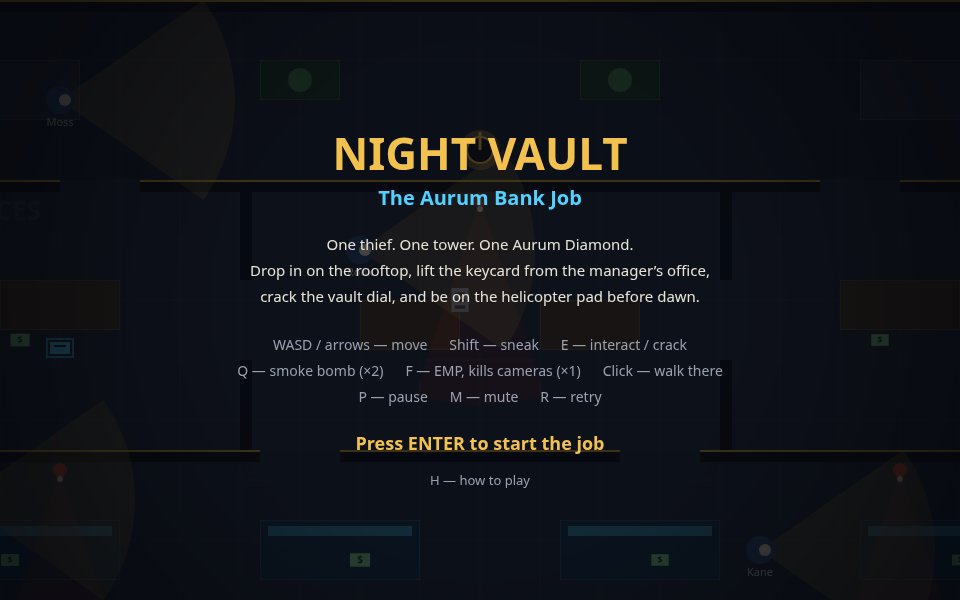 Moss
NIGHT VAULT
The Aurum Bank Job
CES
One thief. One tower. One Aurum Diamond.
Drop in on the rooftop, lift the keycard from the manager’s office,
crack the vault dial, and be on the helicopter pad before dawn.
$
$
WASD / arrows — move Shift — sneak E — interact / crack
Q — smoke bomb (×2) F — EMP, kills cameras (×1) Click — walk there
P — pause M — mute R — retry
Press ENTER to start the job
H — how to play
$
$
$
Kane